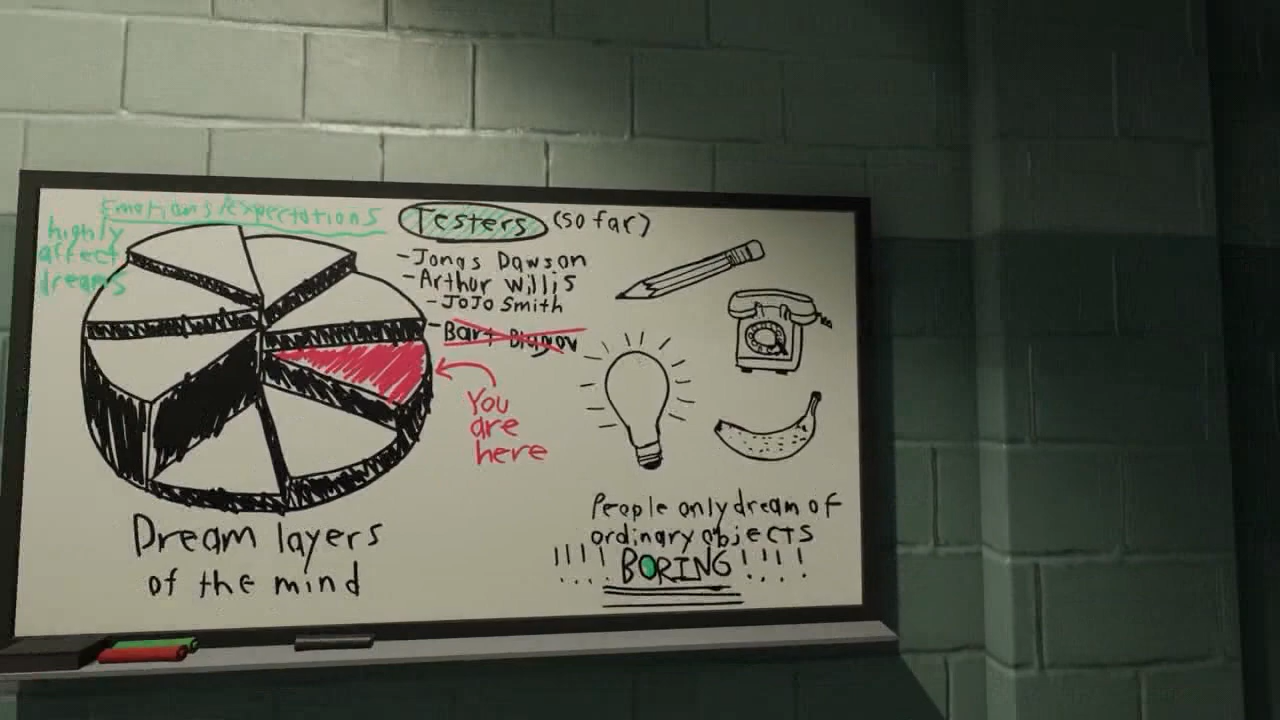 Emotions/expectations
highly
affect
dreams
Testers (so far)
-Jonas Dawson
-Arthur Willis
-JoJo Smith
-Bart
You
are
here
Dream layers
of the mind
People only dream of
ordinary objects
!!!! BORING !!!!